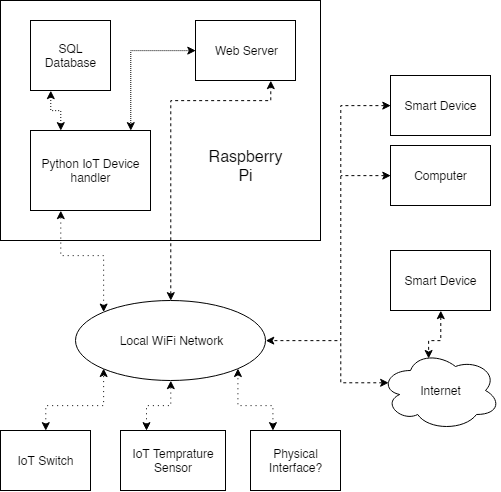 SQL
Database
Web Server
Python IoT Device
handler
Raspberry
Pi
Smart Device
Computer
Smart Device
Local WiFi Network
Internet
IoT Switch
IoT Temprature
Sensor
Physical
Interface?